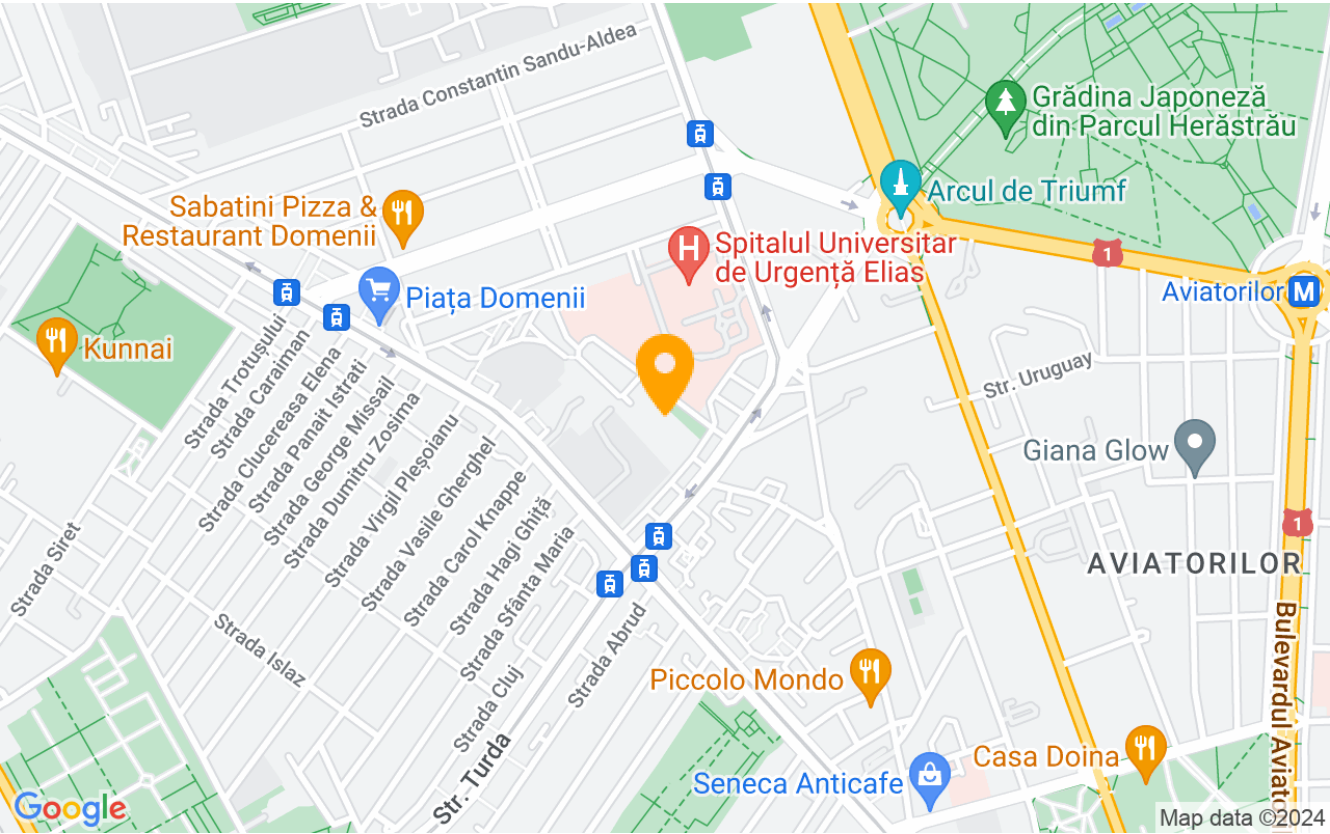 Strada Constantin Sandu-Aldea
Grădina Japoneză
din Parcul Herăstrău
Arcul de Triumf
Sabatini Pizza &
Restaurant Domenii
H
Spitalul Universitar
de Urgență Elias
1
Aviatorilor
M
Piața Domenii
Kunnai
Strada Trotușului
Strada Caraiman
Strada Clucereasa Elena
Strada Panait Istrati
Strada George Missail
Strada Dumitru Zosima
Strada Virgil Pleșoianu
Strada Vasile Gherghel
Strada Carol Knappe
Strada Hagi Ghiță
Strada Sfânta Maria
Str. Uruguay
Giana Glow
1
AVIATORILOR
Strada Siret
Strada Islaz
Strada Cluj
Strada Abrud
Str. Turda
Piccolo Mondo
Bulevardul Aviato
Casa Doina
Seneca Anticafe
Google
Map data ©2024